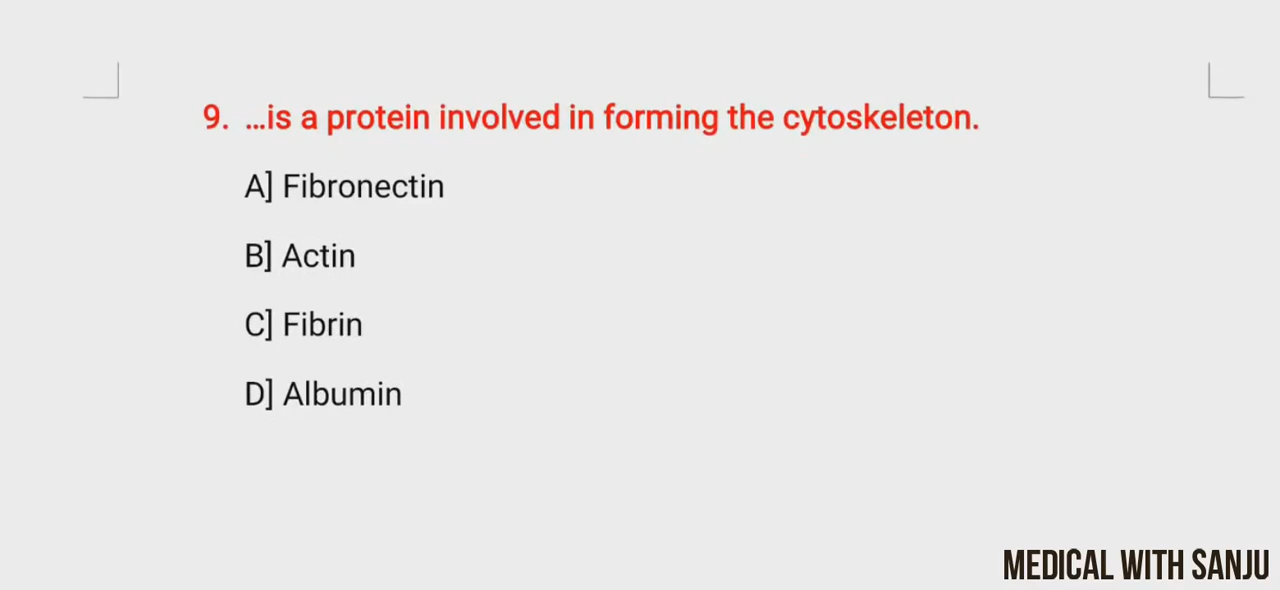 9. ...is a protein involved in forming the cytoskeleton.
A] Fibronectin
B] Actin
C] Fibrin
D] Albumin
MEDICAL WITH SANJU